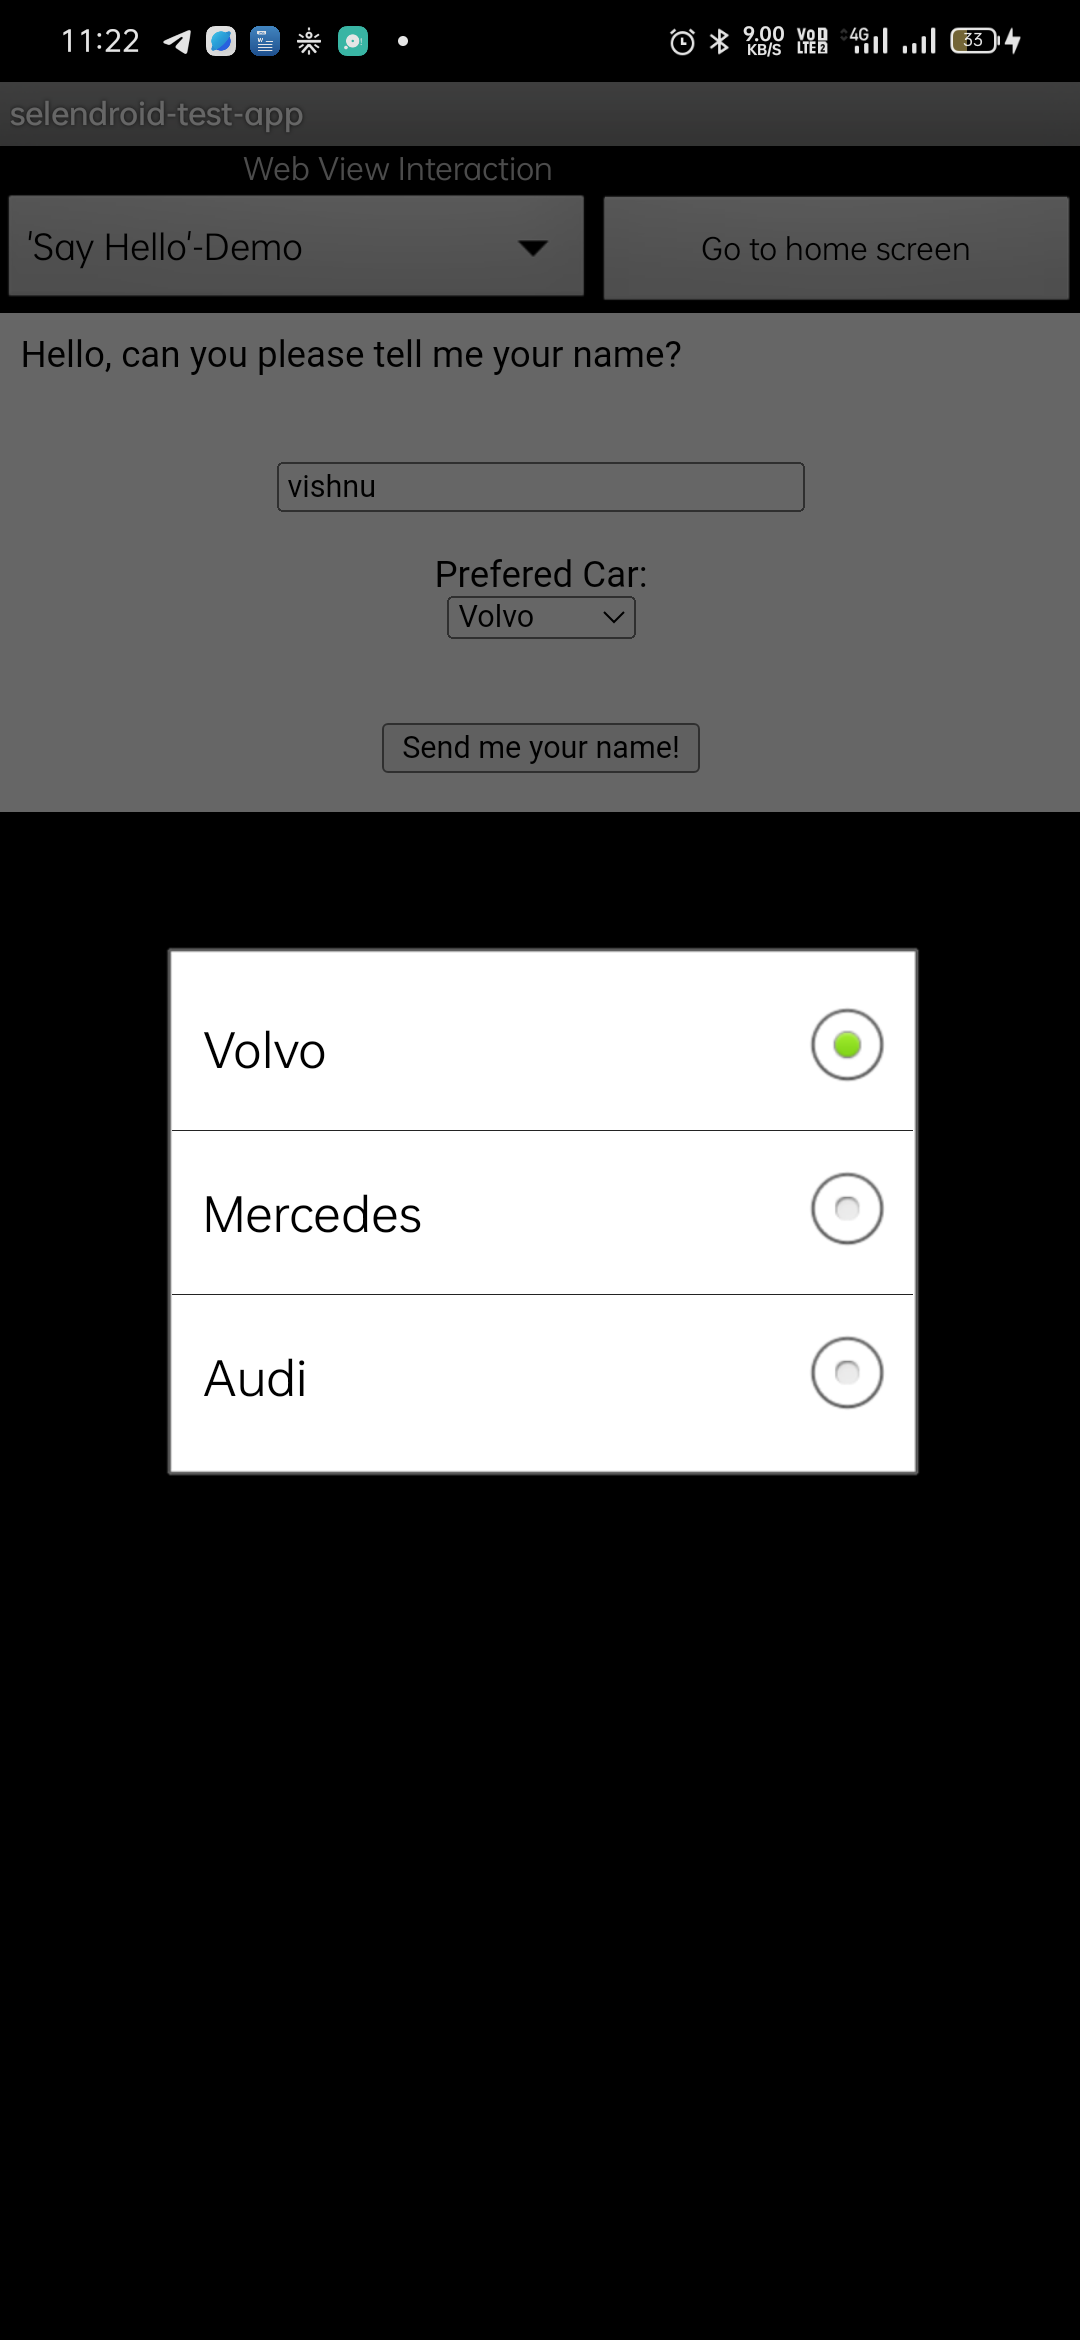 11:22
9.00
KB/S
VoD
LTE2
4G
33
selendroid-test-app
Web View Interaction
'Say Hello'-Demo
Go to home screen
Hello, can you please tell me your name?
vishnu
Prefered Car:
Volvo
Send me your name!
Volvo
Mercedes
Audi